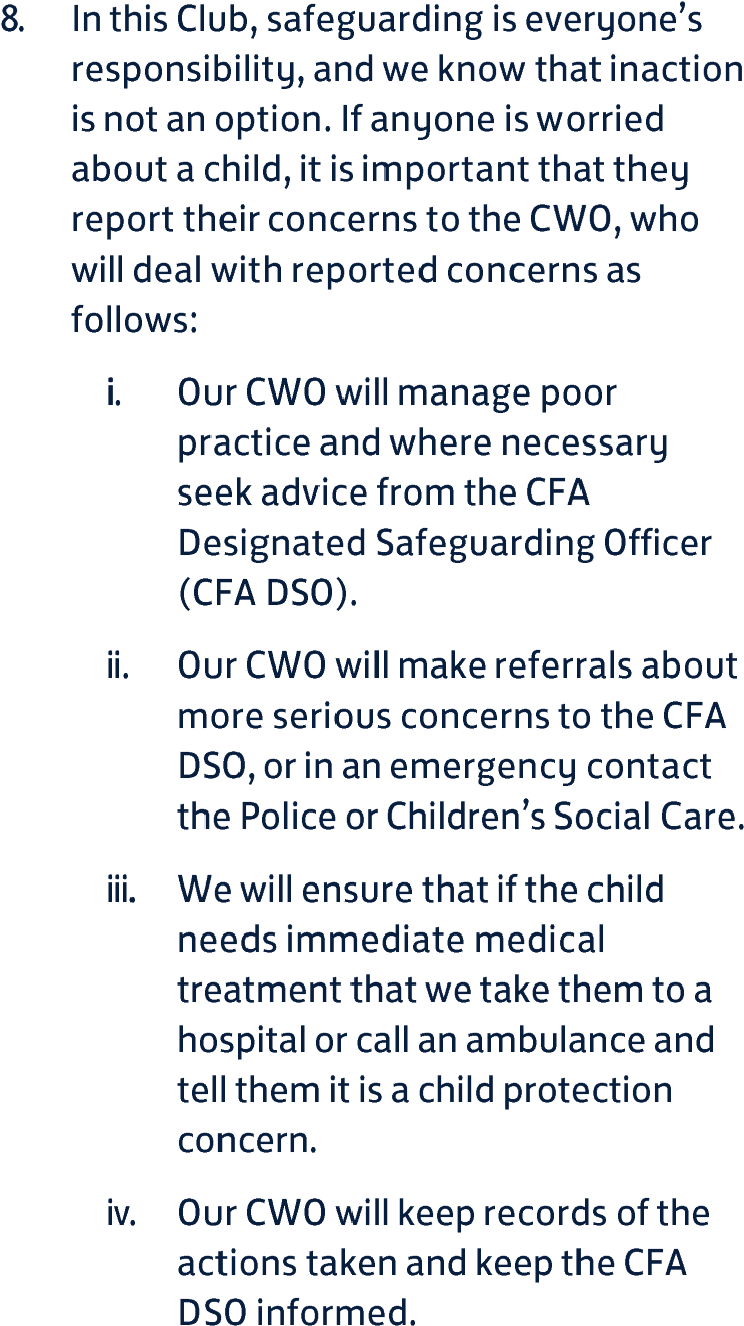 8. In this Club, safeguarding is everyone's
responsibility, and we know that inaction
is not an option. If anyone is worried
about a child, it is important that they
report their concerns to the CWO, who
will deal with reported concerns as
follows:
i. Our CWO will manage poor
practice and where necessary
seek advice from the CFA
Designated Safeguarding Officer
(CFA DSO).
ii. Our CWO will make referrals about
more serious concerns to the CFA
DSO, or in an emergency contact
the Police or Children's Social Care.
iii. We will ensure that if the child
needs immediate medical
treatment that we take them to a
hospital or call an ambulance and
tell them it is a child protection
concern.
iv. Our CWO will keep records of the
actions taken and keep the CFA
DSO informed.